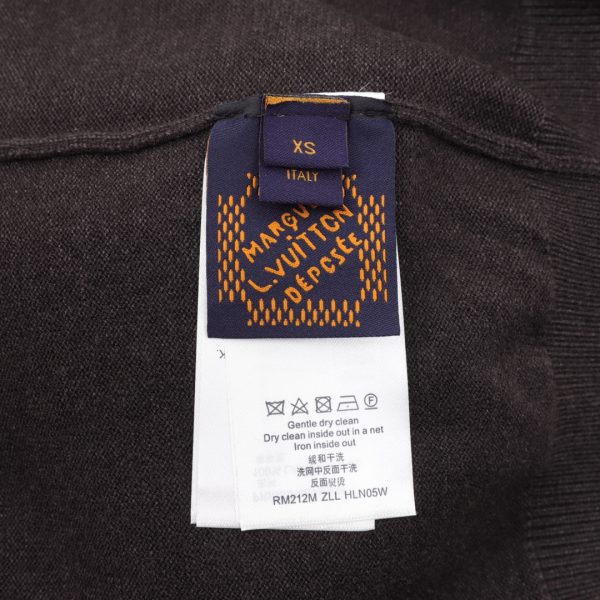 XS
ITALY
MARQUE
L.VUITTON
DÉPOSÉE
K.
Gentle dry clean
Dry clean inside out in a net
Iron inside out
缓和干洗
洗网中反面干洗
反面熨烫
RM212M ZLL HLN05W